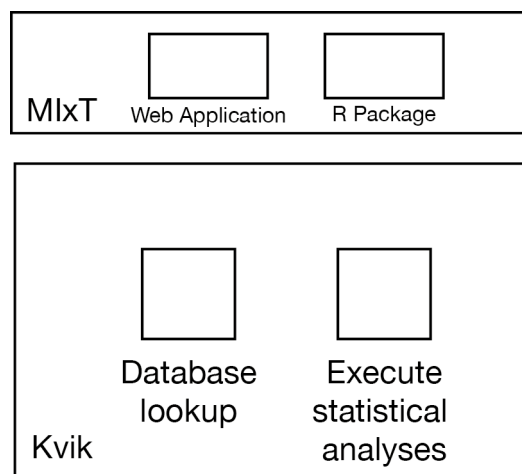 MIxT
Web Application
R Package
Database
lookup
Execute
statistical
analyses
Kvik